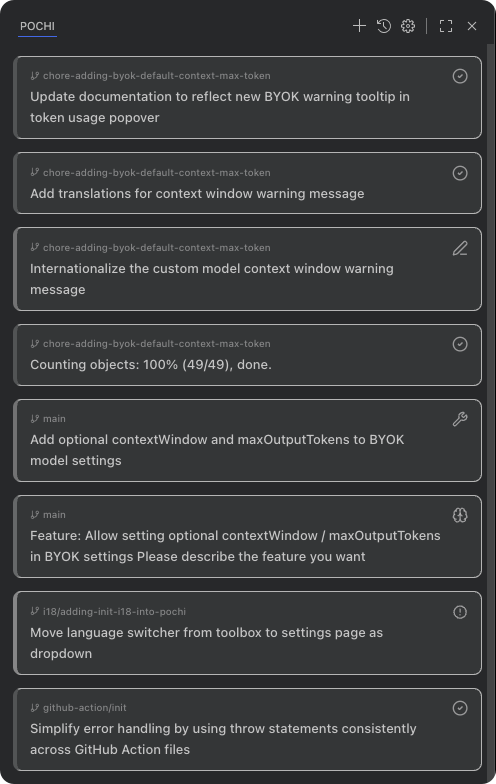 POCHI
chore-adding-byok-default-context-max-token
Update documentation to reflect new BYOK warning tooltip in
token usage popover
chore-adding-byok-default-context-max-token
Add translations for context window warning message
chore-adding-byok-default-context-max-token
Internationalize the custom model context window warning
message
chore-adding-byok-default-context-max-token
Counting objects: 100% (49/49), done.
main
Add optional contextWindow and maxOutputTokens to BYOK
model settings
main
Feature: Allow setting optional contextWindow / maxOutputTokens
in BYOK settings Please describe the feature you want
i18/adding-init-i18-into-pochi
Move language switcher from toolbox to settings page as
dropdown
github-action/init
Simplify error handling by using throw statements consistently
across GitHub Action files